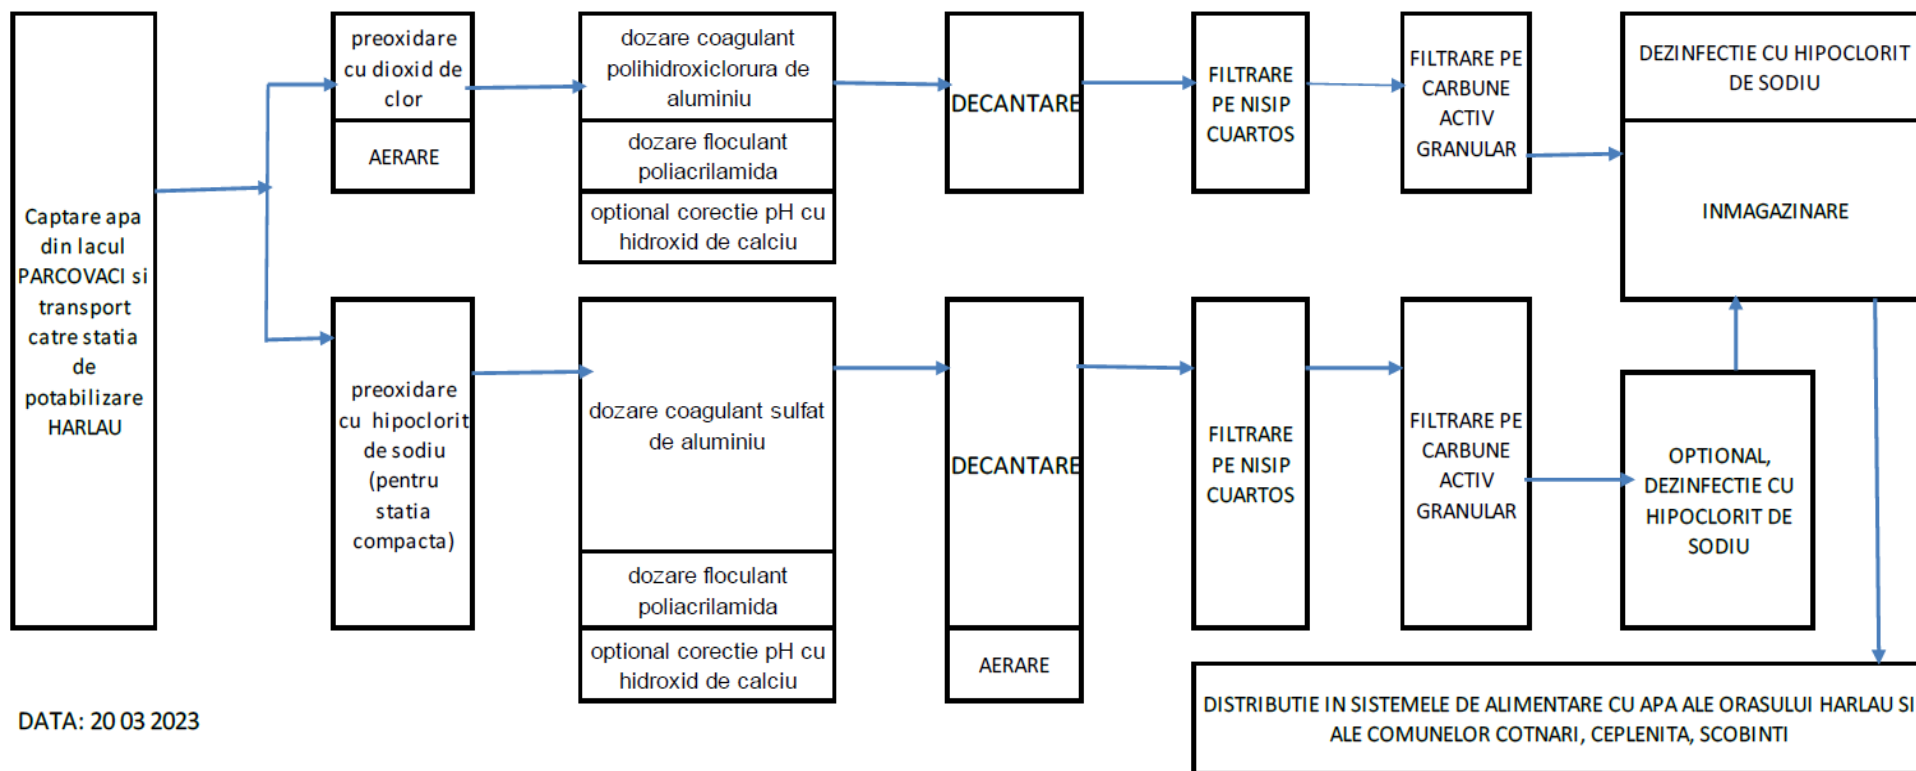 Captare apa
din lacul
PARCOVACI si
transport
catre statia
de
potabilizare
HARLAU
preoxidare
cu dioxid de
clor
AERARE
dozare coagulant
polihidroxiclorura de
aluminiu
dozare floculant
poliacrilamida
optional corectie pH cu
hidroxid de calciu
DECANTARE
FILTRARE
PE NISIP
CUARTOS
FILTRARE PE
CARBUNE
ACTIV
GRANULAR
DEZINFECTIE CU HIPOCLORIT
DE SODIU
INMAGAZINARE
preoxidare
cu hipoclorit
de sodiu
(pentru
statia
compacta)
dozare coagulant sulfat
de aluminiu
dozare floculant
poliacrilamida
optional corectie pH cu
hidroxid de calciu
DECANTARE
AERARE
FILTRARE
PE NISIP
CUARTOS
FILTRARE PE
CARBUNE
ACTIV
GRANULAR
OPTIONAL,
DEZINFECTIE CU
HIPOCLORIT DE
SODIU
DISTRIBUTIE IN SISTEMELE DE ALIMENTARE CU APA ALE ORASULUI HARLAU SI
ALE COMUNELOR COTNARI, CEPLENITA, SCOBINTI
DATA: 20 03 2023